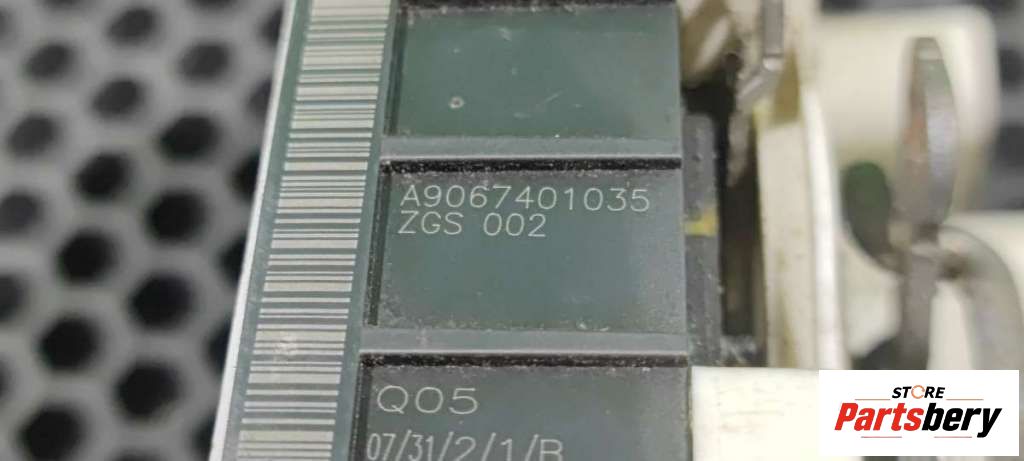 A9067401035
ZGS 002
Q05
07/31/2/1/B
STORE
Partsbery